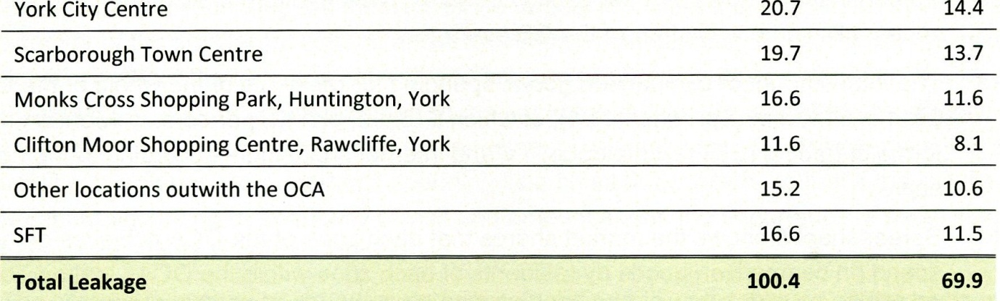 York City Centre 20.7 14.4
Scarborough Town Centre 19.7 13.7
Monks Cross Shopping Park, Huntington, York 16.6 11.6
Clifton Moor Shopping Centre, Rawcliffe, York 11.6 8.1
Other locations outwith the OCA 15.2 10.6
SFT 16.6 11.5
Total Leakage 100.4 69.9